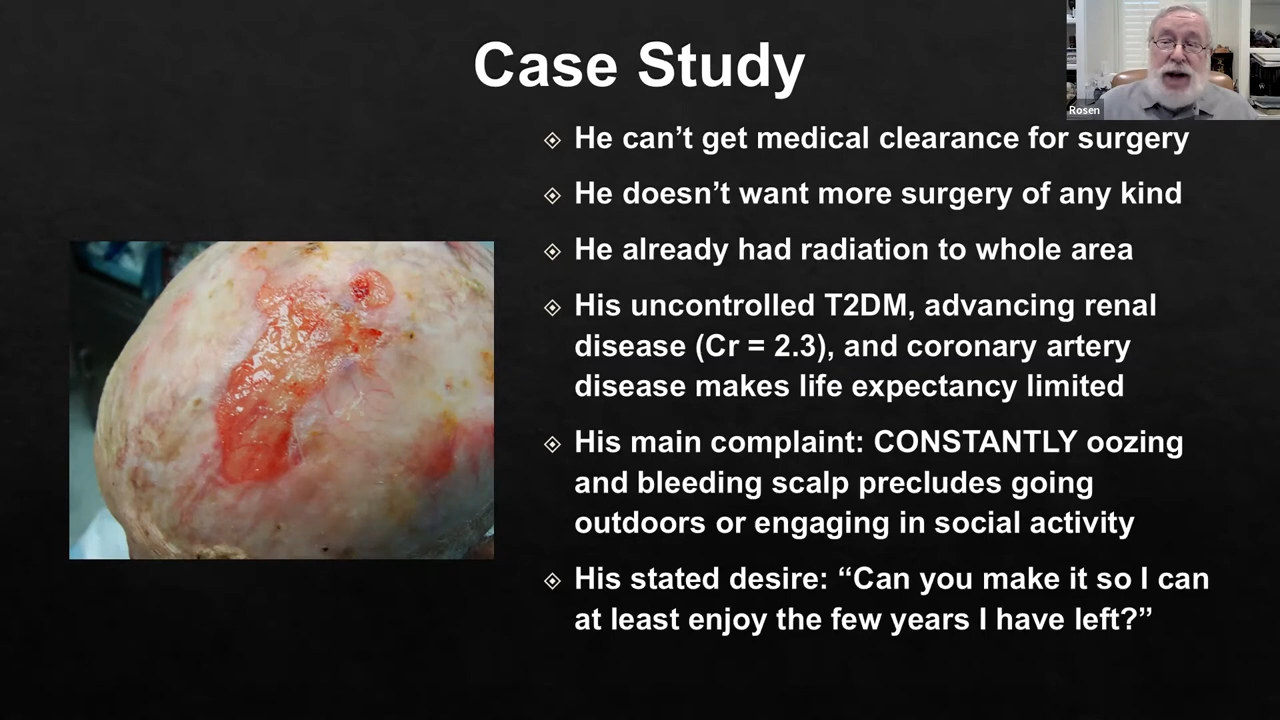 Case Study
Rosen
He can’t get medical clearance for surgery
He doesn’t want more surgery of any kind
He already had radiation to whole area
His uncontrolled T2DM, advancing renal
disease (Cr = 2.3), and coronary artery
disease makes life expectancy limited
His main complaint: CONSTANTLY oozing
and bleeding scalp precludes going
outdoors or engaging in social activity
His stated desire: “Can you make it so I can
at least enjoy the few years I have left?”